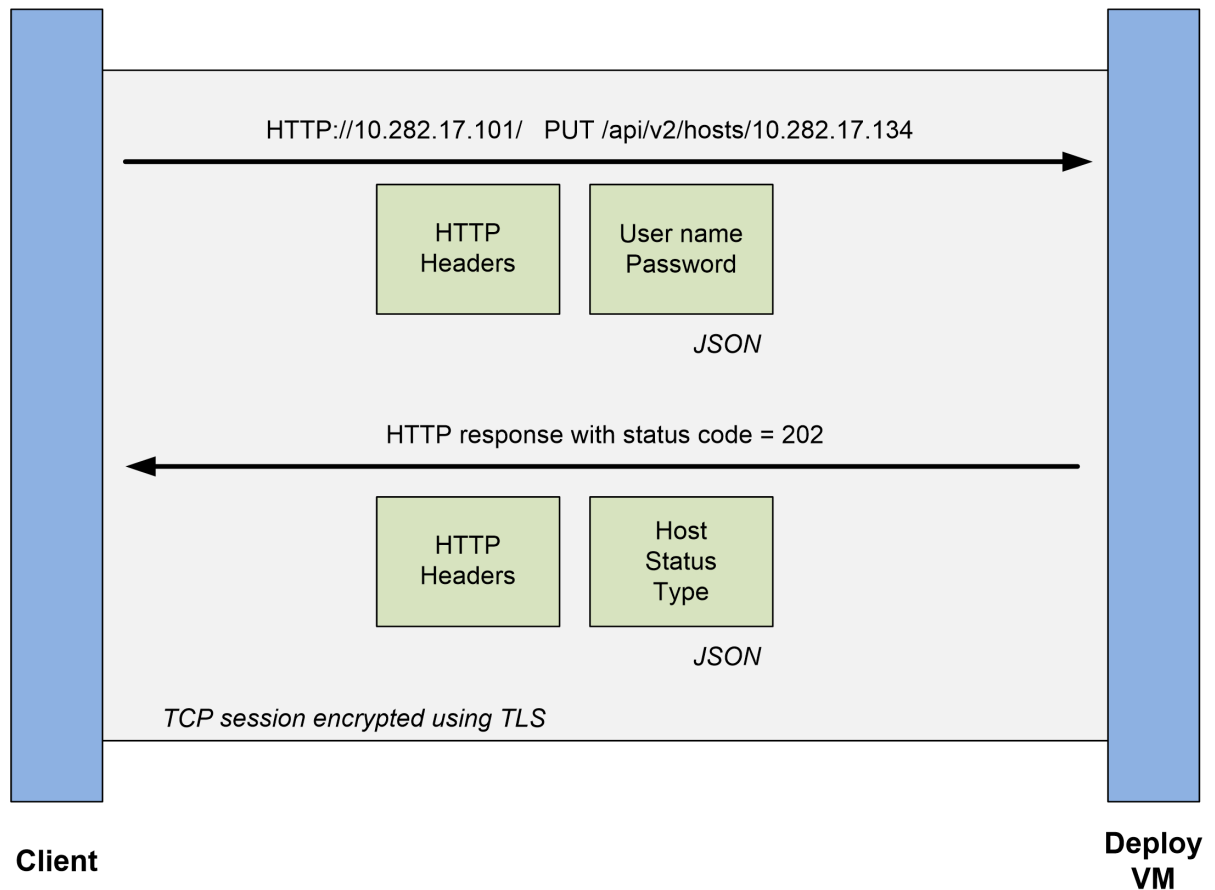 HTTP://10.282.17.101/ PUT /api/v2/hosts/10.282.17.134
HTTP
Headers
User name
Password
JSON
HTTP response with status code = 202
HTTP
Headers
Host
Status
Type
JSON
TCP session encrypted using TLS
Client
Deploy
VM